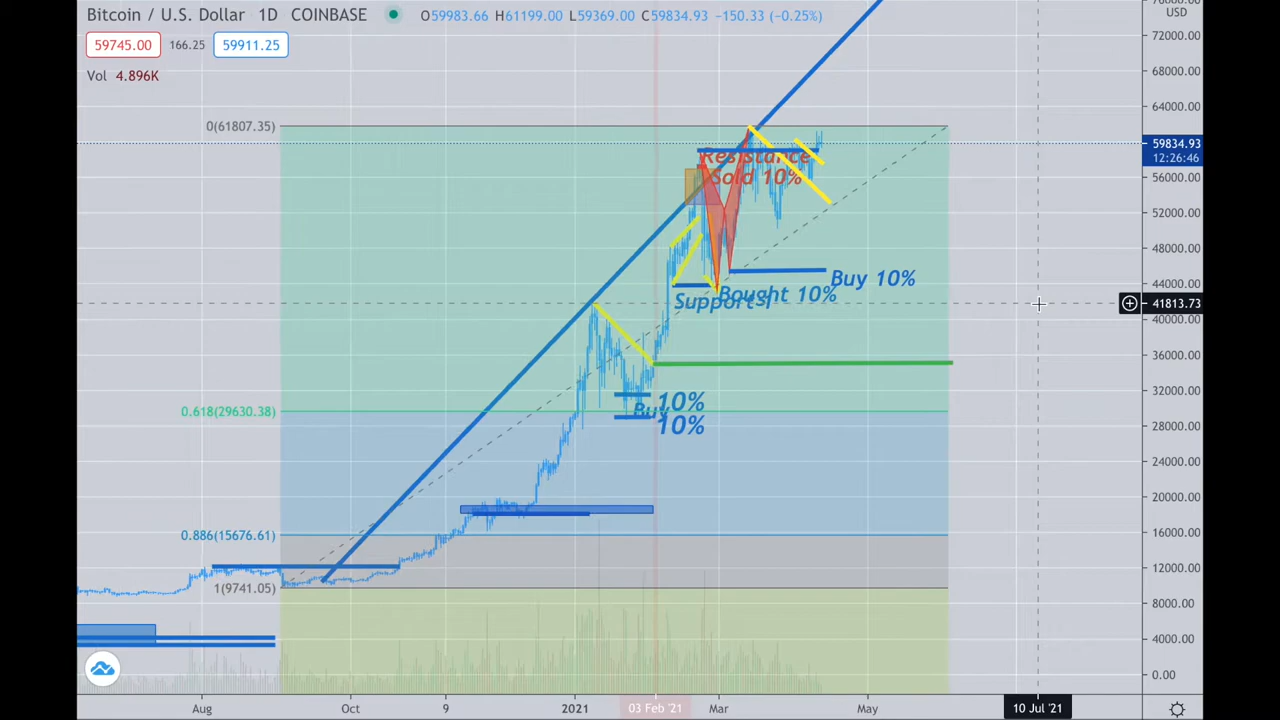 Bitcoin / U.S. Dollar 1D COINBASE O59983.66 H61199.00 L59369.00 C59834.93 -150.33 (-0.25%)
USD
76000.00
59745.00 166.25 59911.25
72000.00
Vol 4.896K
68000.00
64000.00
0(61807.35)
59834.93
12:26:46
Resistance
Sold 10%
56000.00
52000.00
48000.00
44000.00
Buy 10%
Bought 10%
Support 1
41813.73
40000.00
36000.00
32000.00
10%
Buy
0.618(29630.38)
10%
28000.00
24000.00
20000.00
16000.00
0.886(15676.61)
12000.00
1(9741.05)
8000.00
4000.00
0.00
Aug Oct 9 2021 03 Feb '21 Mar May 10 Jul '21